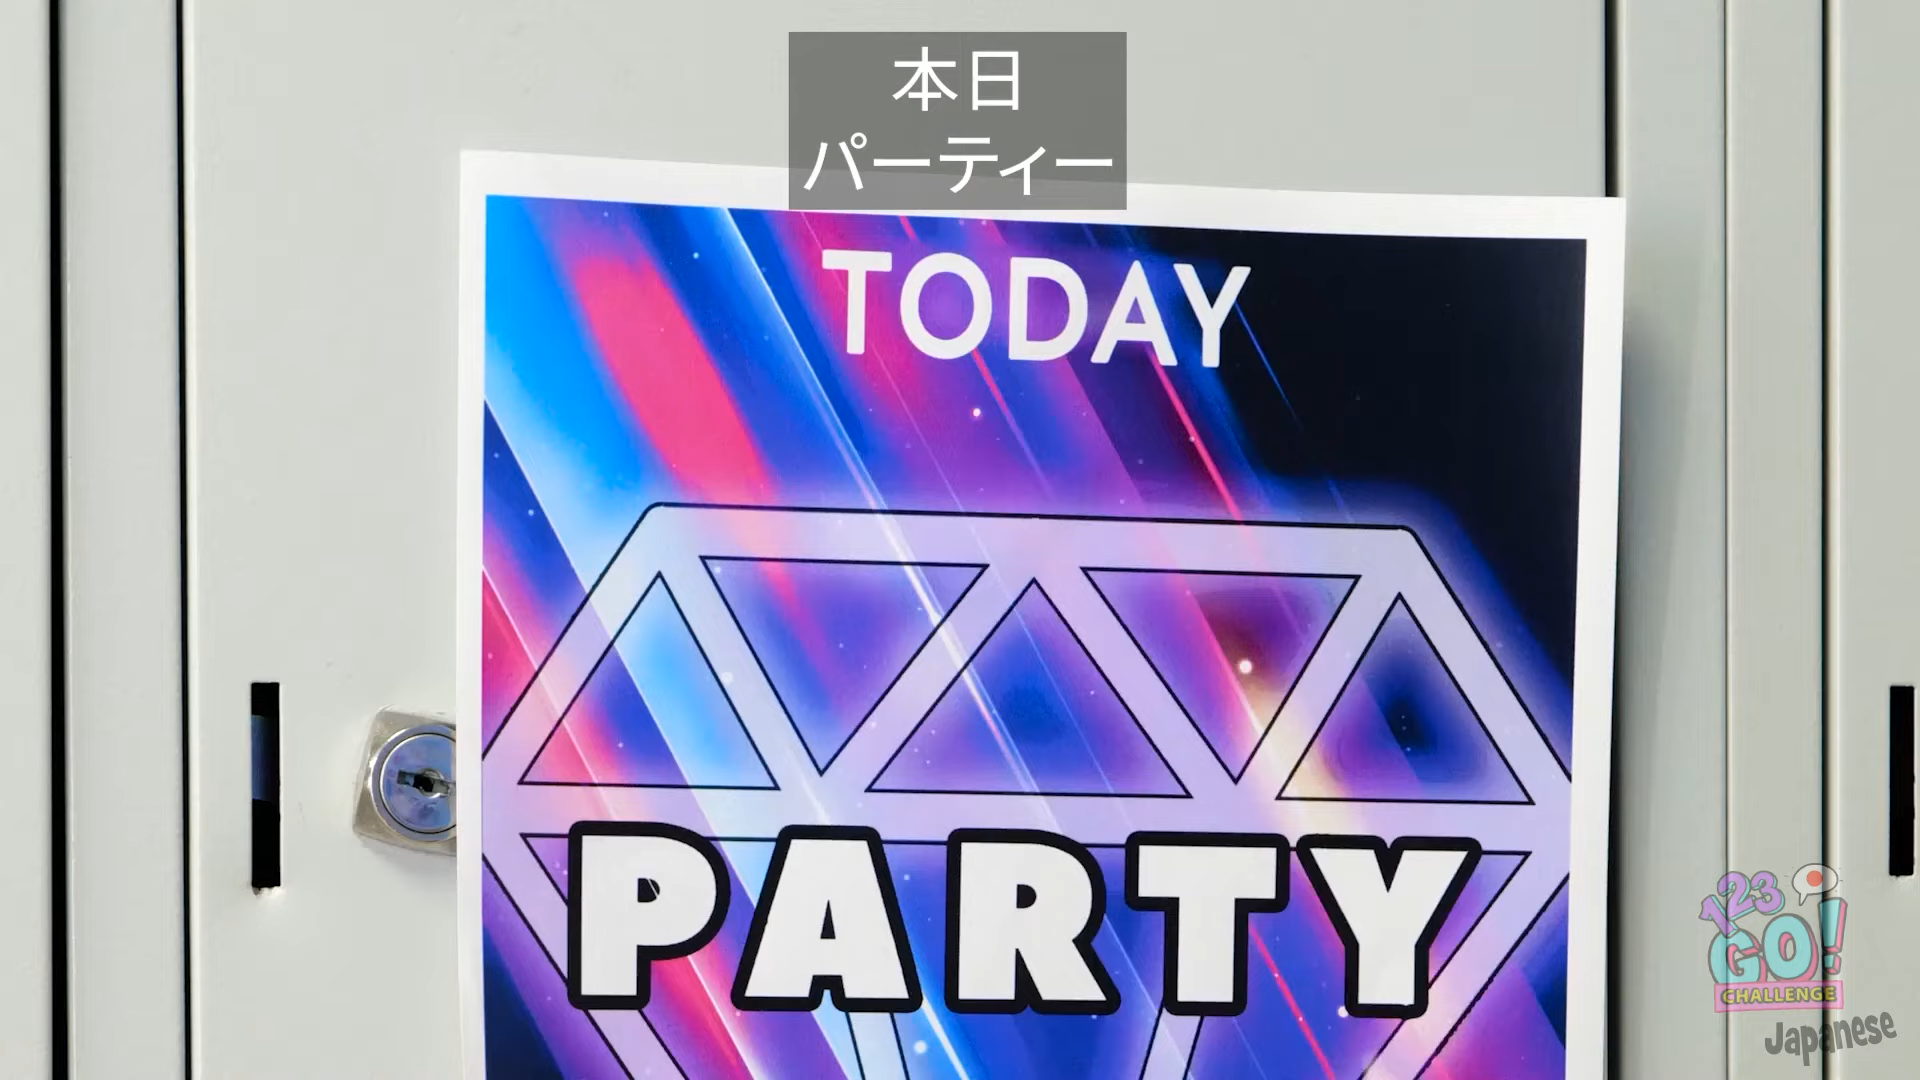 本日
パーティー
TODAY
PARTY
123
GO!
CHALLENGE
Japanese